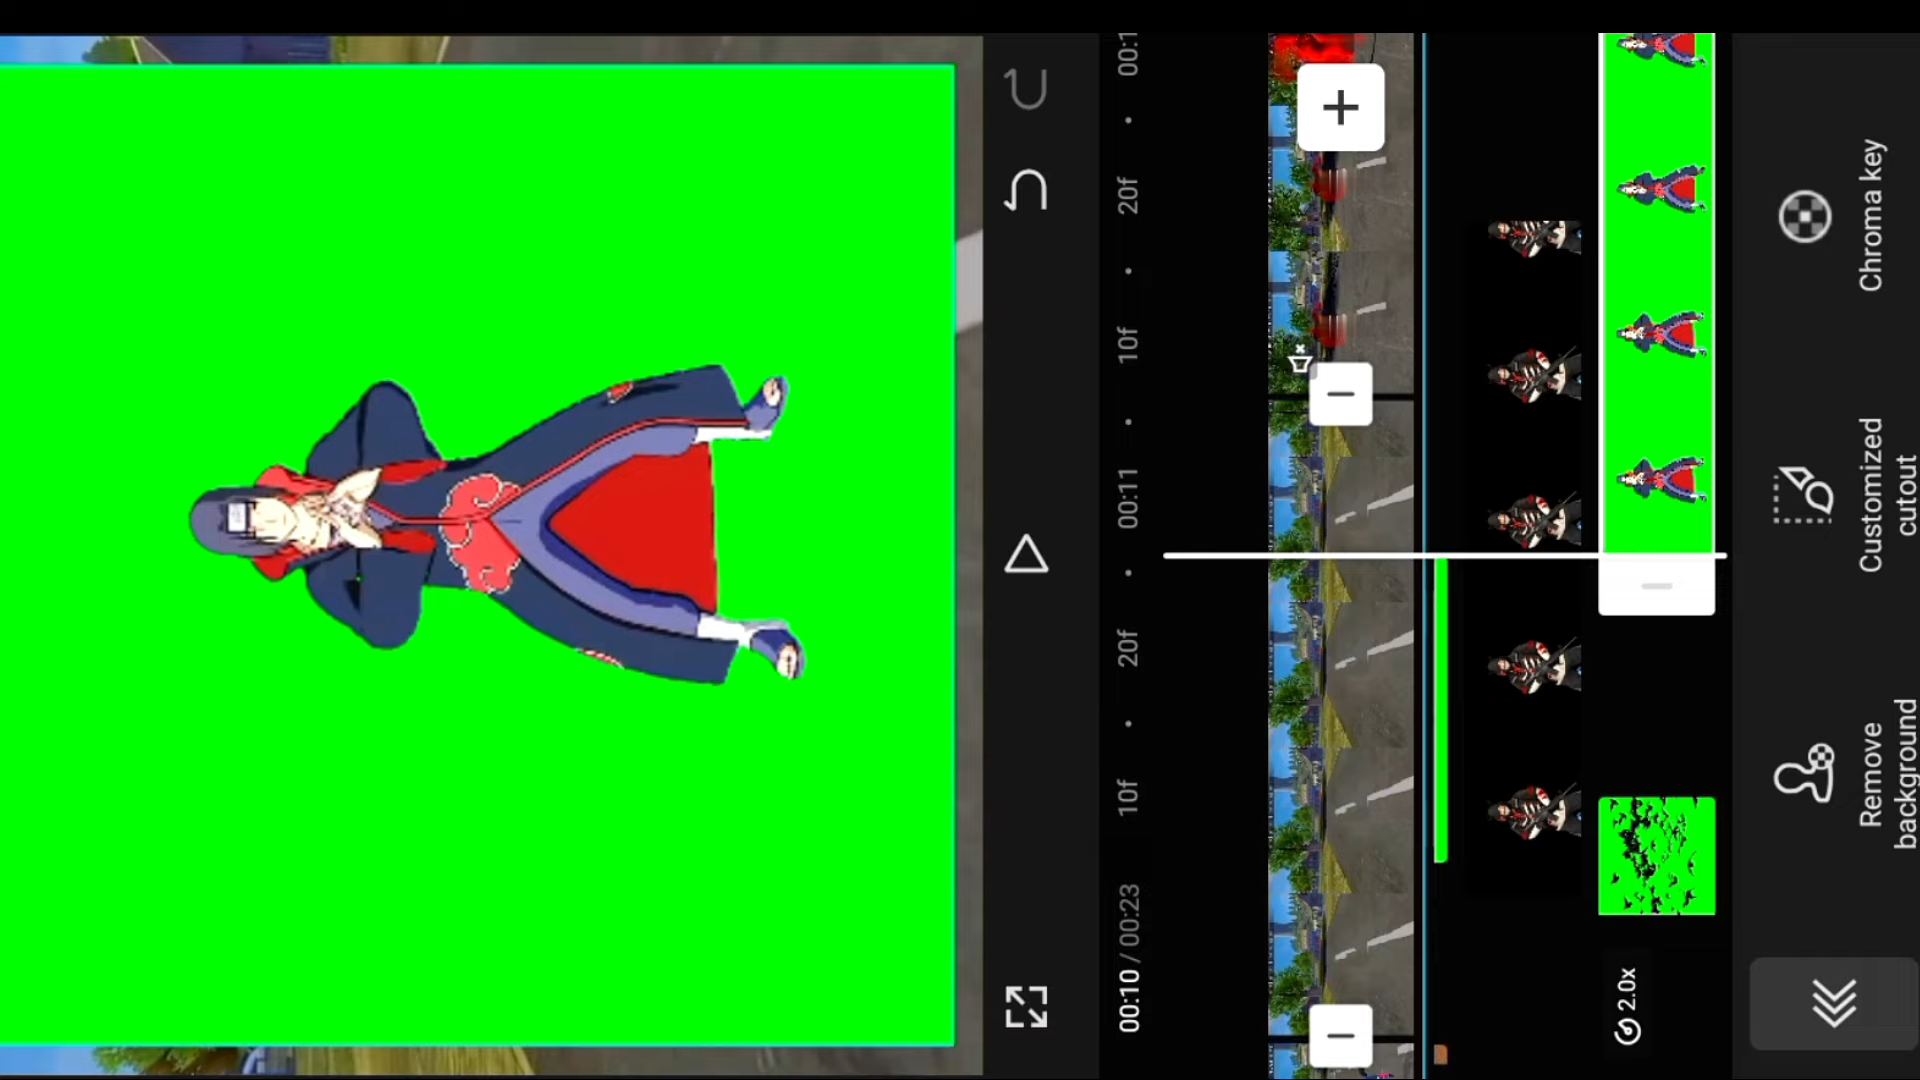 00:10 / 00:23
10f
20f
00:11
10f
20f
00:1
2.0x
Remove
background
Customized
cutout
Chroma key